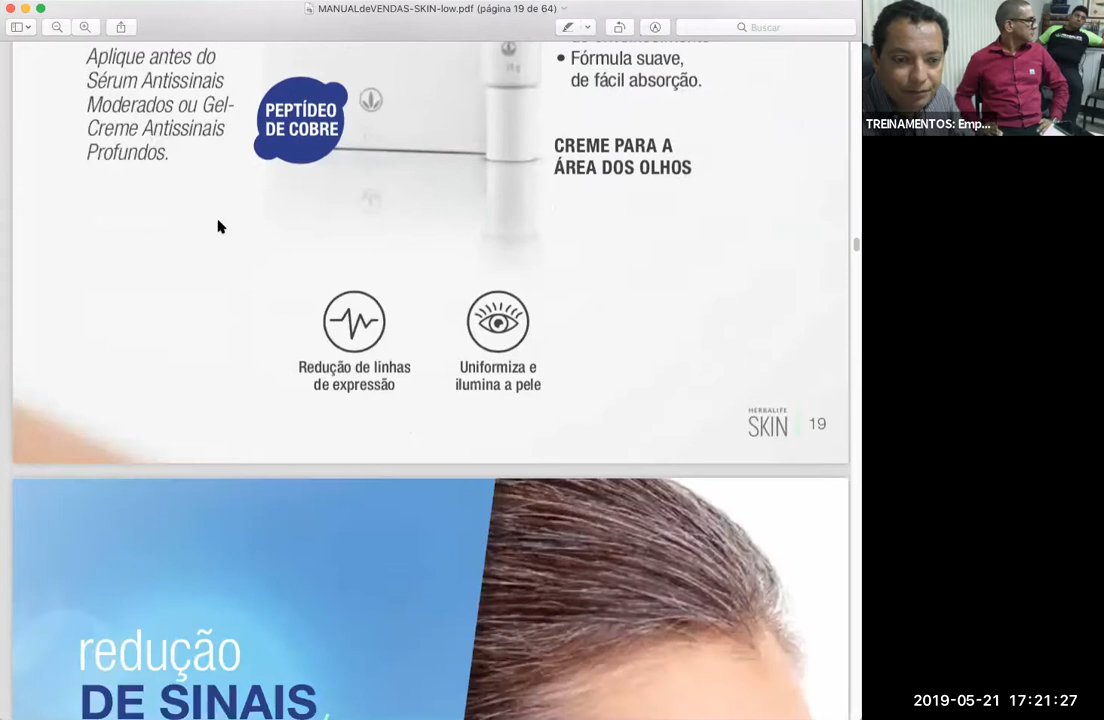 MANUALdeVENDAS-SKIN-low.pdf (página 19 de 64)
Buscar
Aplique antes do
Sérum Antissinais
Moderados ou Gel-
Creme Antissinais
Profundos.
PEPTÍDEO
DE COBRE
• Fórmula suave,
de fácil absorção.
CREME PARA A
ÁREA DOS OLHOS
Redução de linhas
de expressão
Uniformiza e
ilumina a pele
HERBALIFE
SKIN
19
redução
DE SINAIS,
TREINAMENTOS: Emp...
2019-05-21 17:21:27